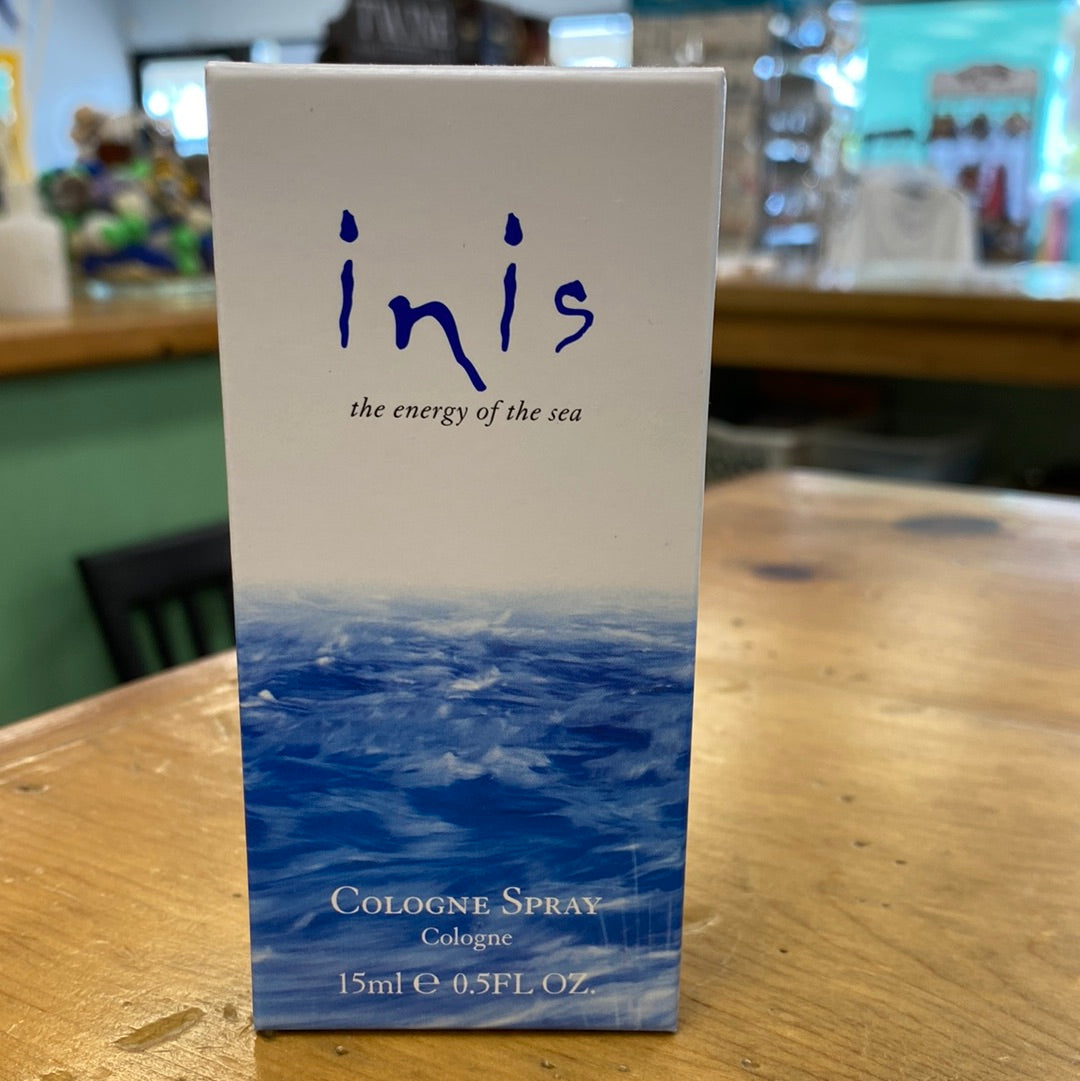 inis
the energy of the sea
COLOGNE SPRAY
Cologne
15ml ℮ 0.5FL OZ.